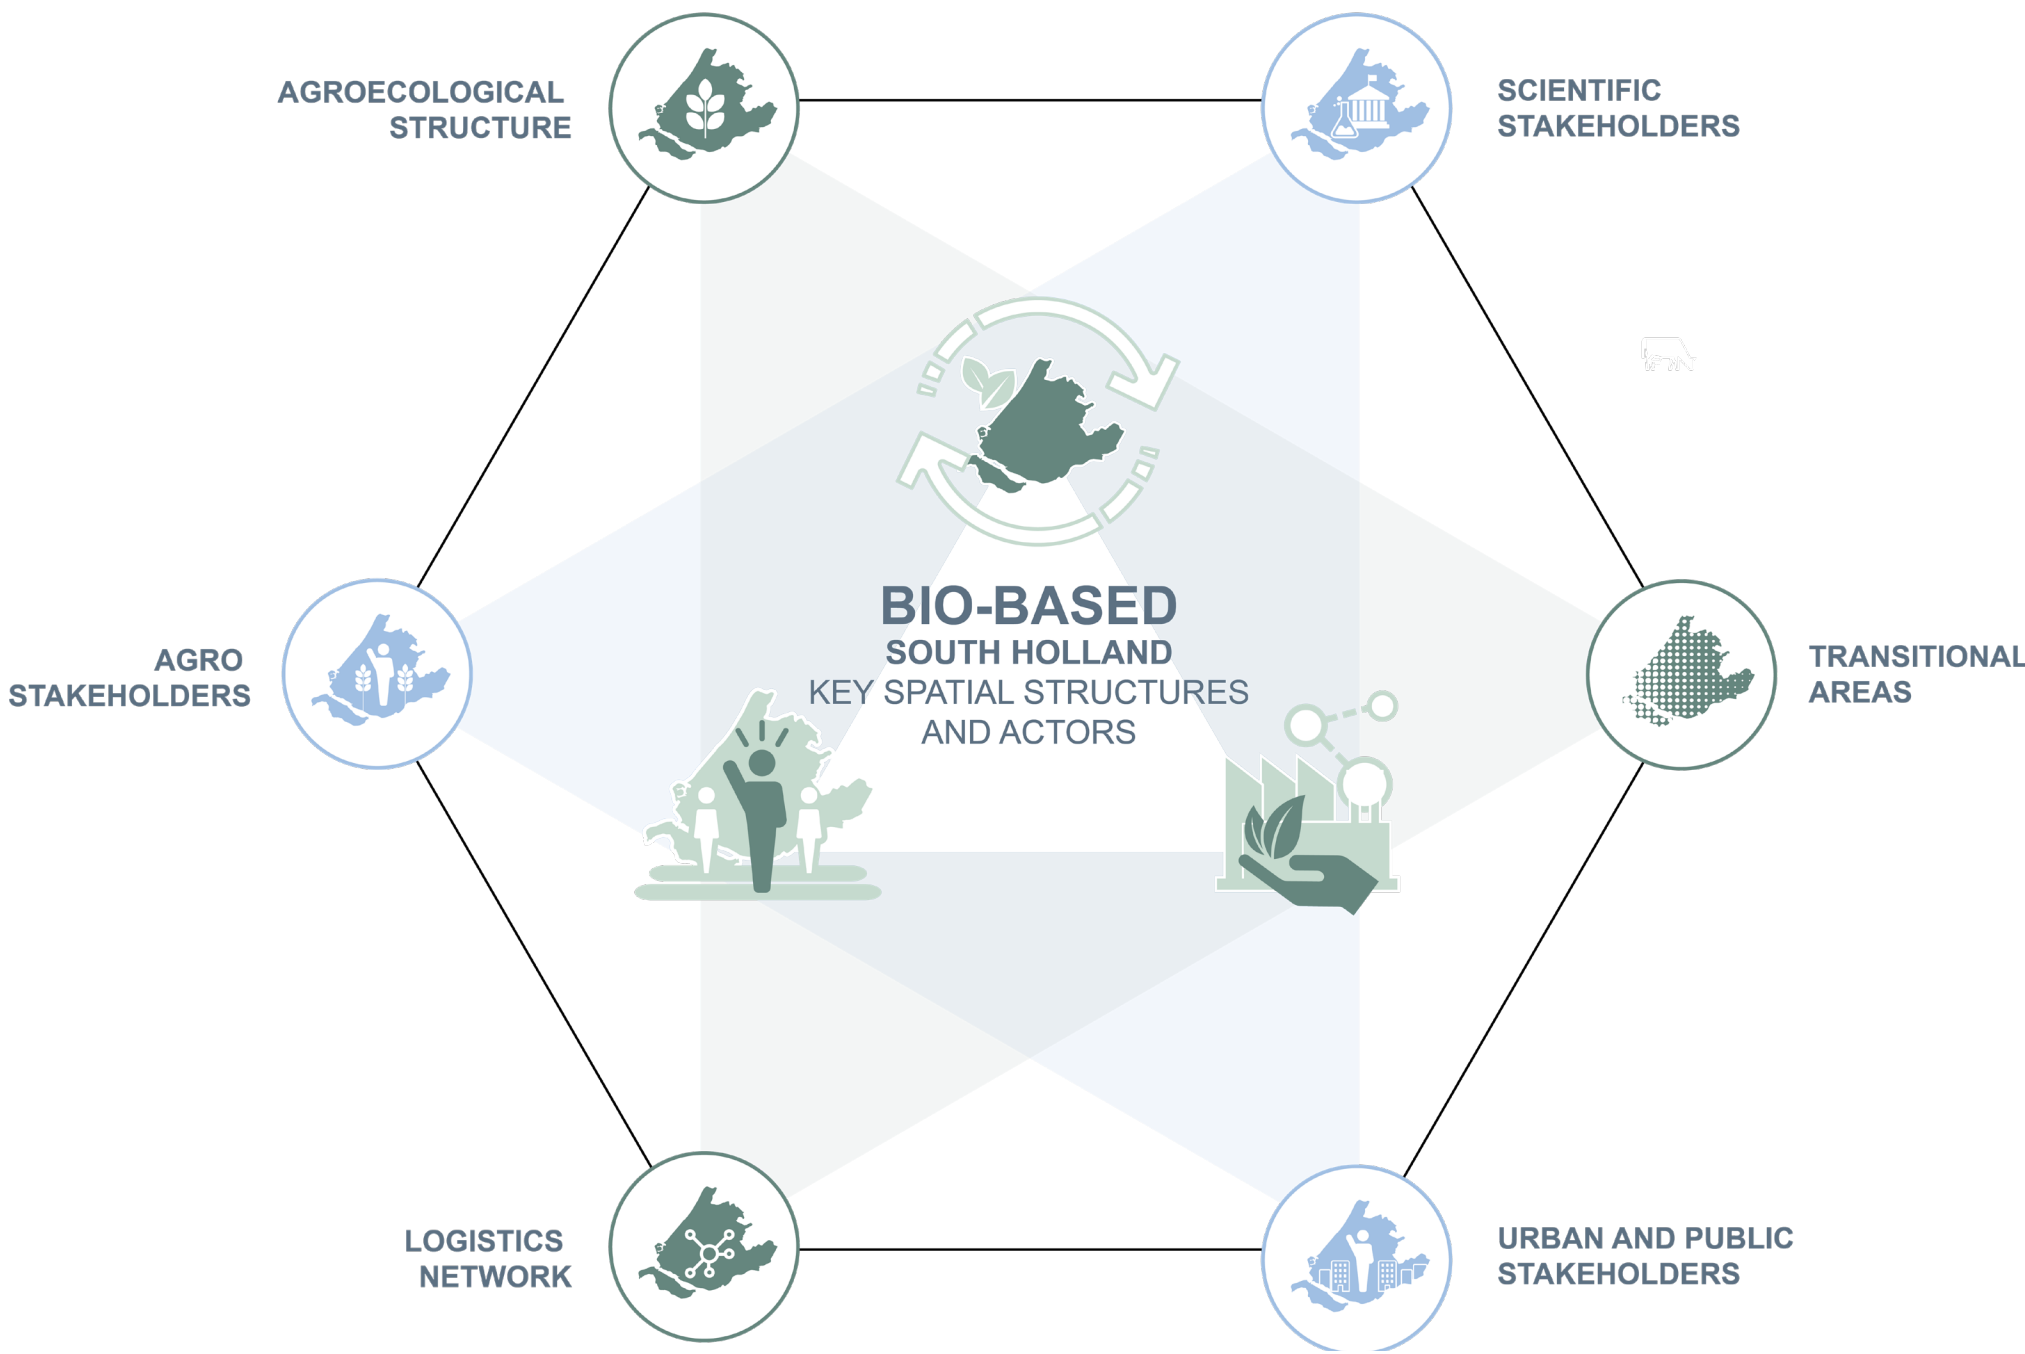 AGROECOLOGICAL
STRUCTURE
SCIENTIFIC
STAKEHOLDERS
BIO-BASED
SOUTH HOLLAND
KEY SPATIAL STRUCTURES
AND ACTORS
AGRO
STAKEHOLDERS
TRANSITIONAL
AREAS
LOGISTICS
NETWORK
URBAN AND PUBLIC
STAKEHOLDERS